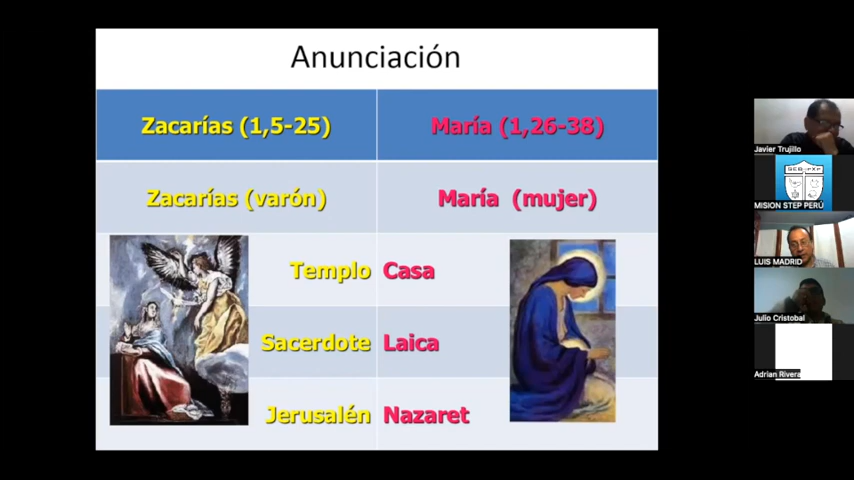 Anunciación
Zacarías (1,5-25)
María (1,26-38)
Zacarías (varón)
María (mujer)
Templo
Casa
Sacerdote
Laica
Jerusalén
Nazaret
Javier Trujillo
MISION STEP PERÚ
LUIS MADRID
Julio Cristobal
Adrian Rivera